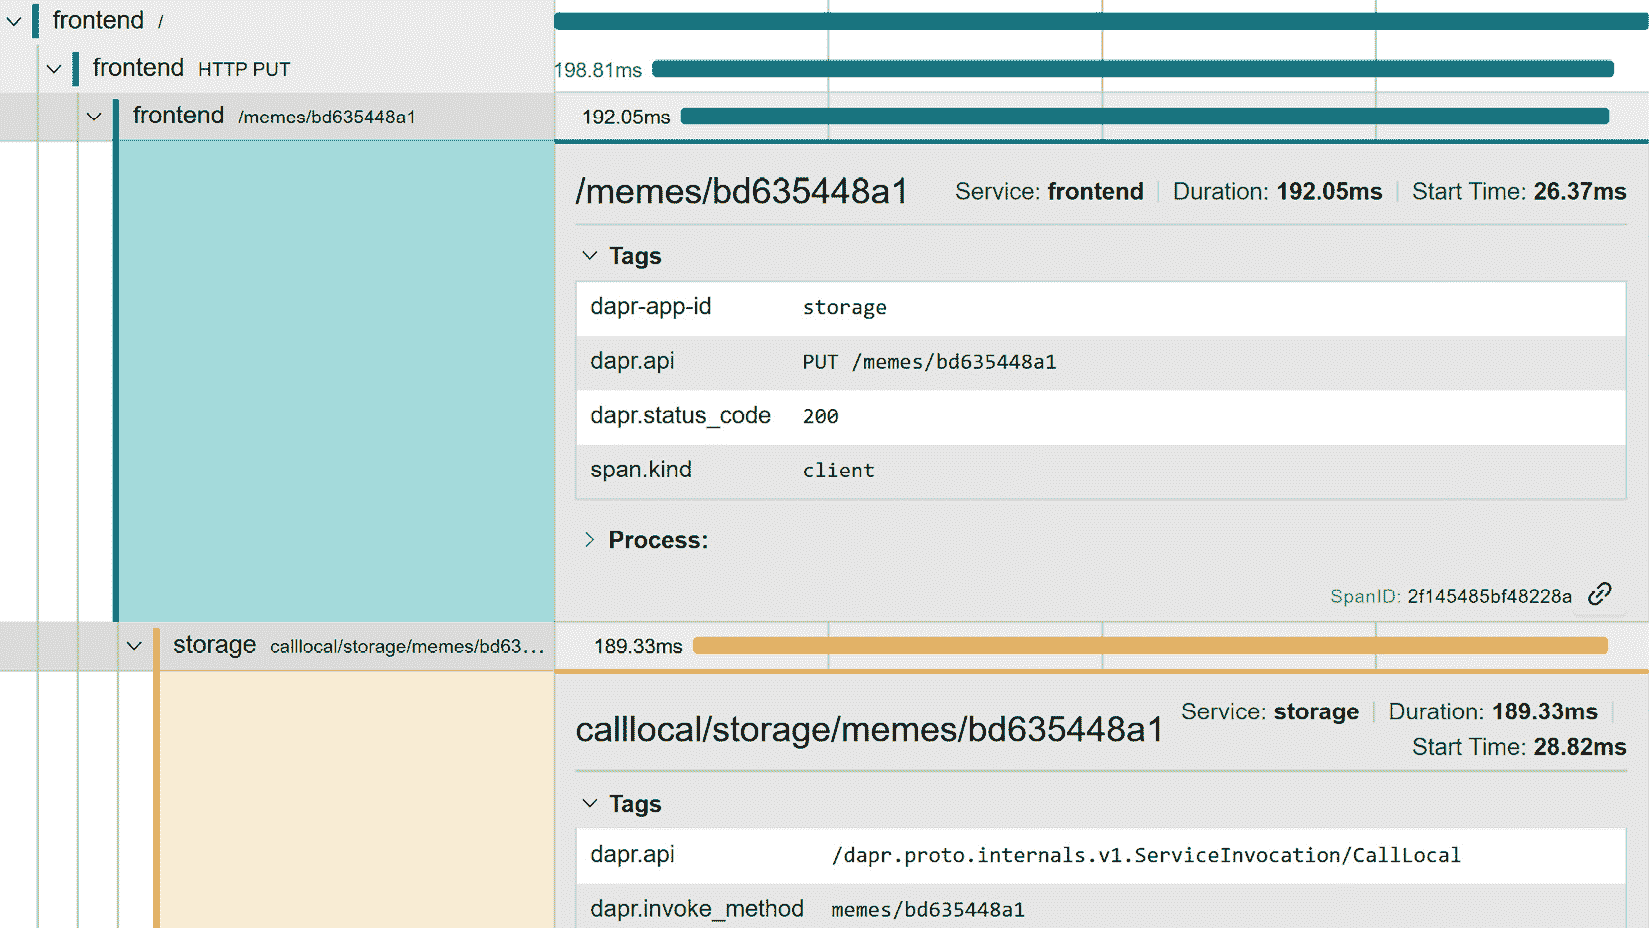 frontend /
frontend HTTP PUT 198.81ms
frontend /memes/bd635448a1 192.05ms
/memes/bd635448a1 Service: frontend Duration: 192.05ms Start Time: 26.37ms
Tags
dapr-app-id storage
dapr.api PUT /memes/bd635448a1
dapr.status_code 200
span.kind client
Process:
SpanID: 2f145485bf48228a
storage calllocal/storage/memes/bd63... 189.33ms
calllocal/storage/memes/bd635448a1 Service: storage Duration: 189.33ms
Start Time: 28.82ms
Tags
dapr.api /dapr.proto.internals.v1.ServiceInvocation/CallLocal
dapr.invoke_method memes/bd635448a1